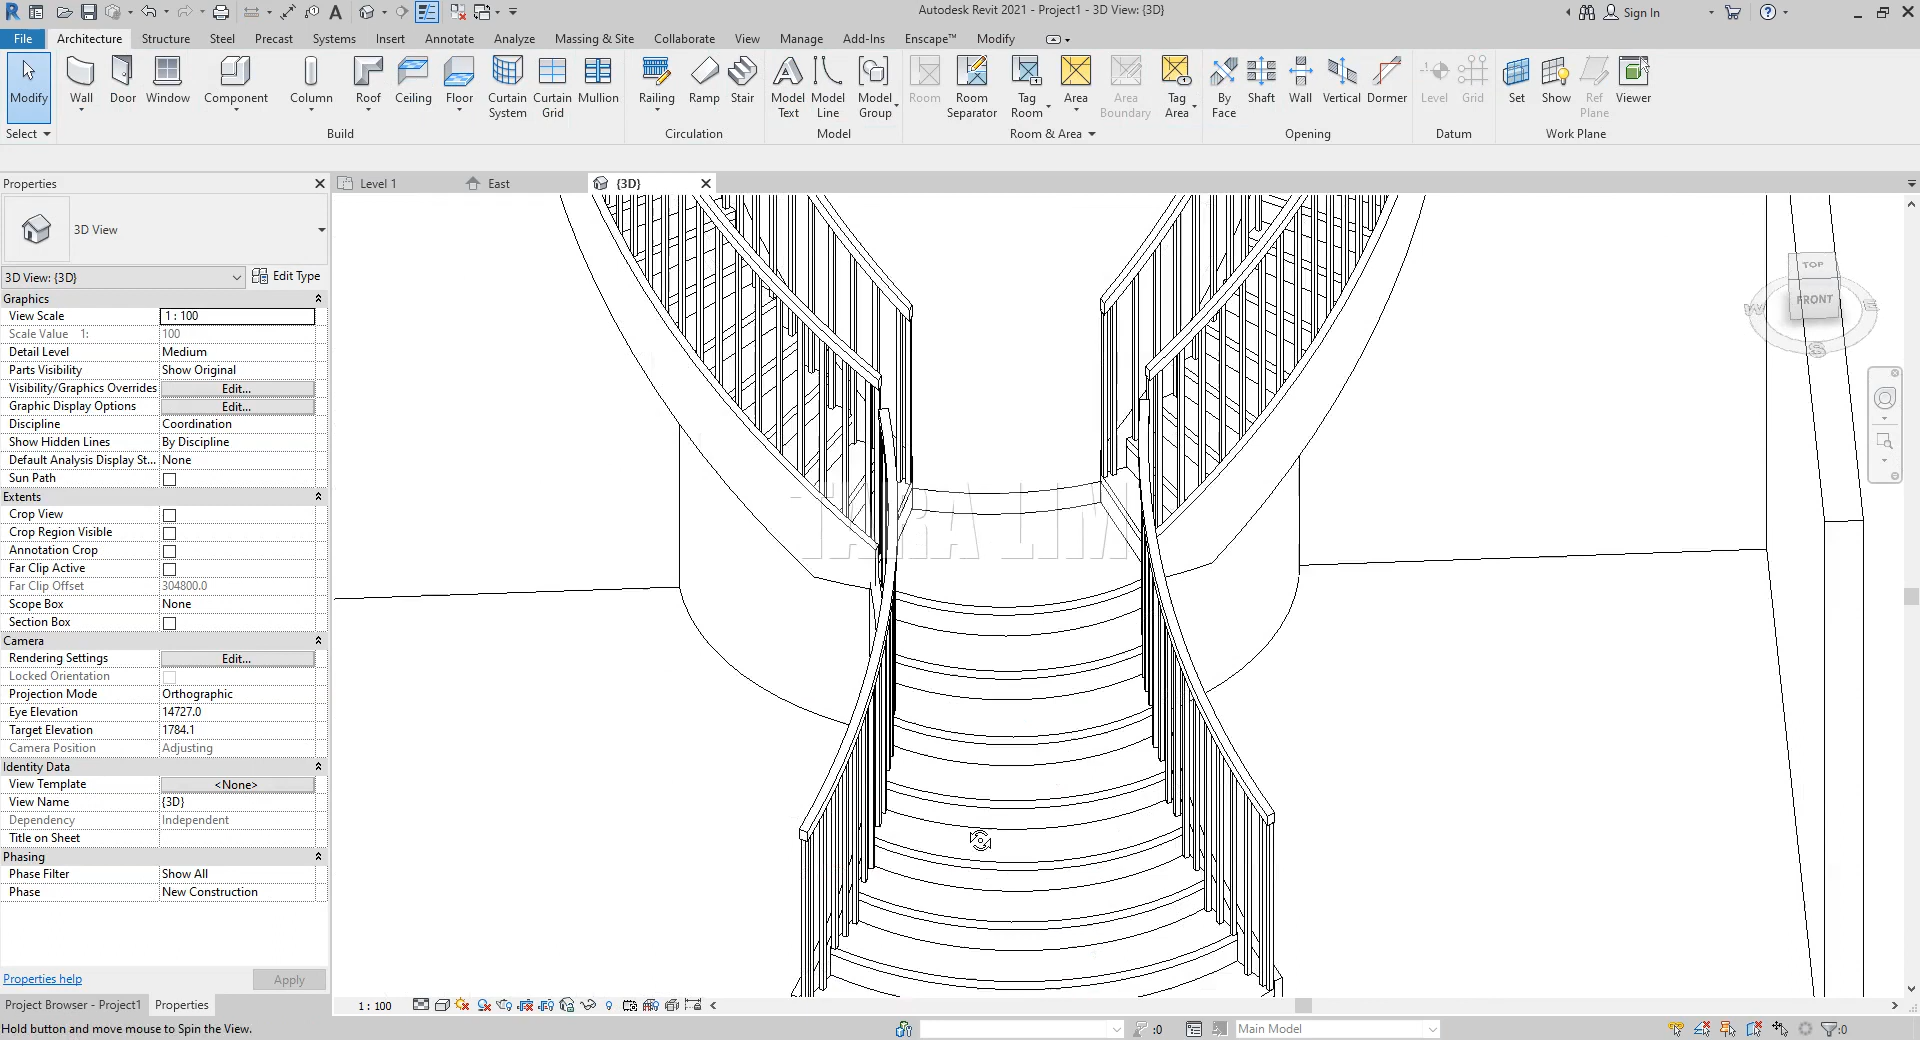 Autodesk Revit 2021 - Project1 - 3D View: {3D}
Sign In
File Architecture Structure Steel Precast Systems Insert Annotate Analyze Massing & Site Collaborate View Manage Add-Ins Enscape™ Modify
Modify Wall Door Window Component Column Roof Ceiling Floor Curtain System Curtain Grid Mullion Railing Ramp Stair Model Text Model Line Model Group Room Room Separator Tag Room Area Area Boundary Tag Area By Face Shaft Wall Vertical Dormer Level Grid Set Show Ref Plane Viewer
Select Build Circulation Model Room & Area Opening Datum Work Plane
Properties
Level 1 East {3D}
3D View
3D View: {3D} Edit Type
Graphics
View Scale 1 : 100
Scale Value 1: 100
Detail Level Medium
Parts Visibility Show Original
Visibility/Graphics Overrides Edit...
Graphic Display Options Edit...
Discipline Coordination
Show Hidden Lines By Discipline
Default Analysis Display St... None
Sun Path
Extents
Crop View
Crop Region Visible
Annotation Crop
Far Clip Active
Far Clip Offset 304800.0
Scope Box None
Section Box
Camera
Rendering Settings Edit...
Locked Orientation
Projection Mode Orthographic
Eye Elevation 14727.0
Target Elevation 1784.1
Camera Position Adjusting
Identity Data
View Template <None>
View Name {3D}
Dependency Independent
Title on Sheet
Phasing
Phase Filter Show All
Phase New Construction
TOP
FRONT
W
E
S
TARA LIM
Properties help Apply
Project Browser - Project1 Properties
1 : 100
Hold button and move mouse to Spin the View.
:0
Main Model
:0